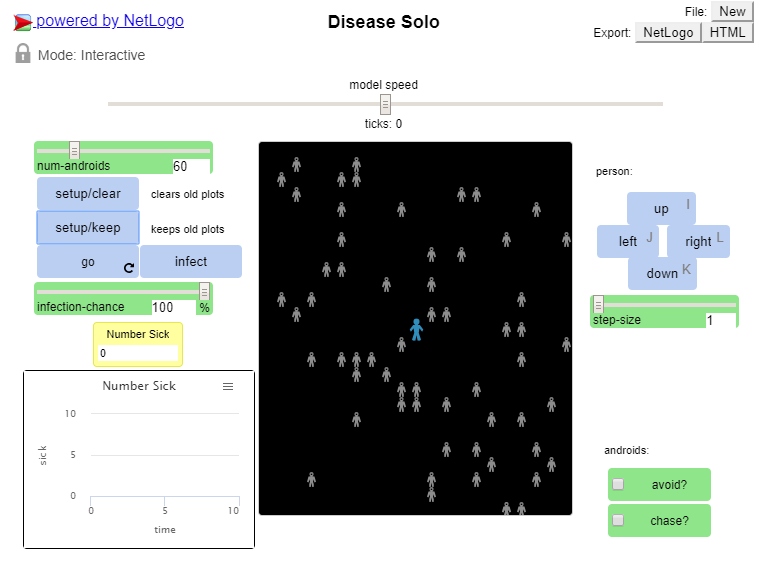 powered by NetLogo
Disease Solo
File: New
Export: NetLogo HTML
Mode: Interactive
model speed
ticks: 0
num-androids 60
setup/clear clears old plots
setup/keep keeps old plots
go infect
infection-chance 100 %
Number Sick
0
Number Sick
10
5
0
sick
0 5 10
time
person:
up I
left J right L
down K
step-size 1
androids:
avoid?
chase?